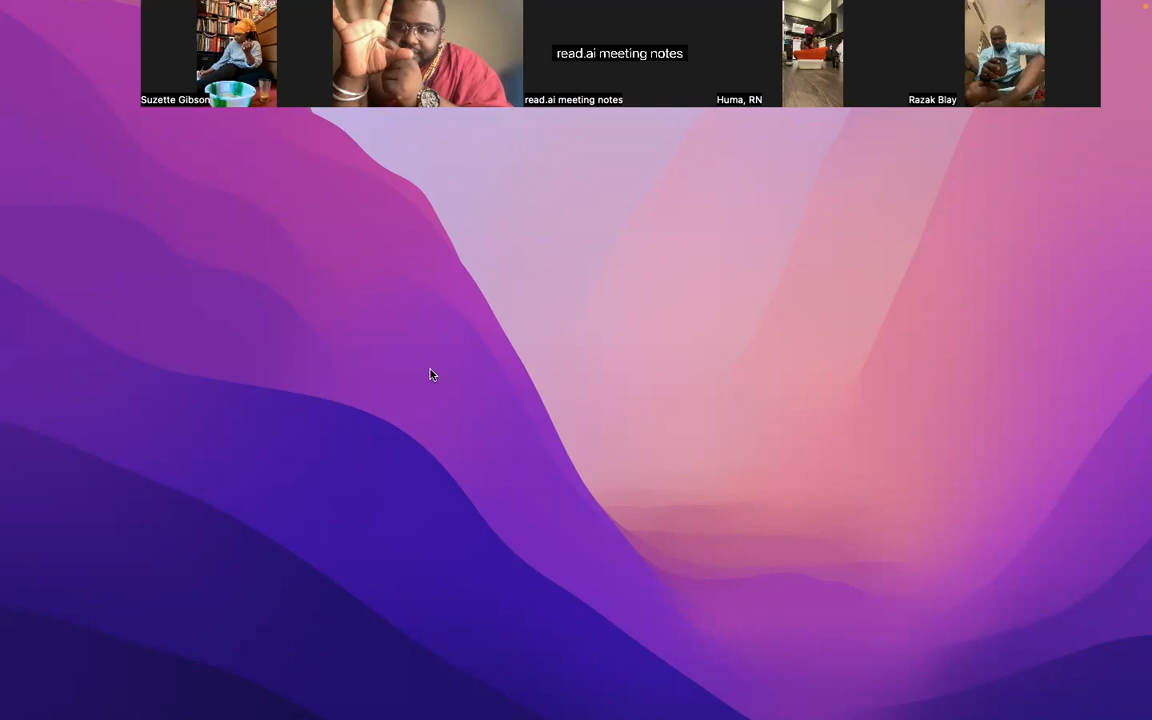 read.ai meeting notes
Suzette Gibson
read.ai meeting notes
Huma, RN
Razak Blay